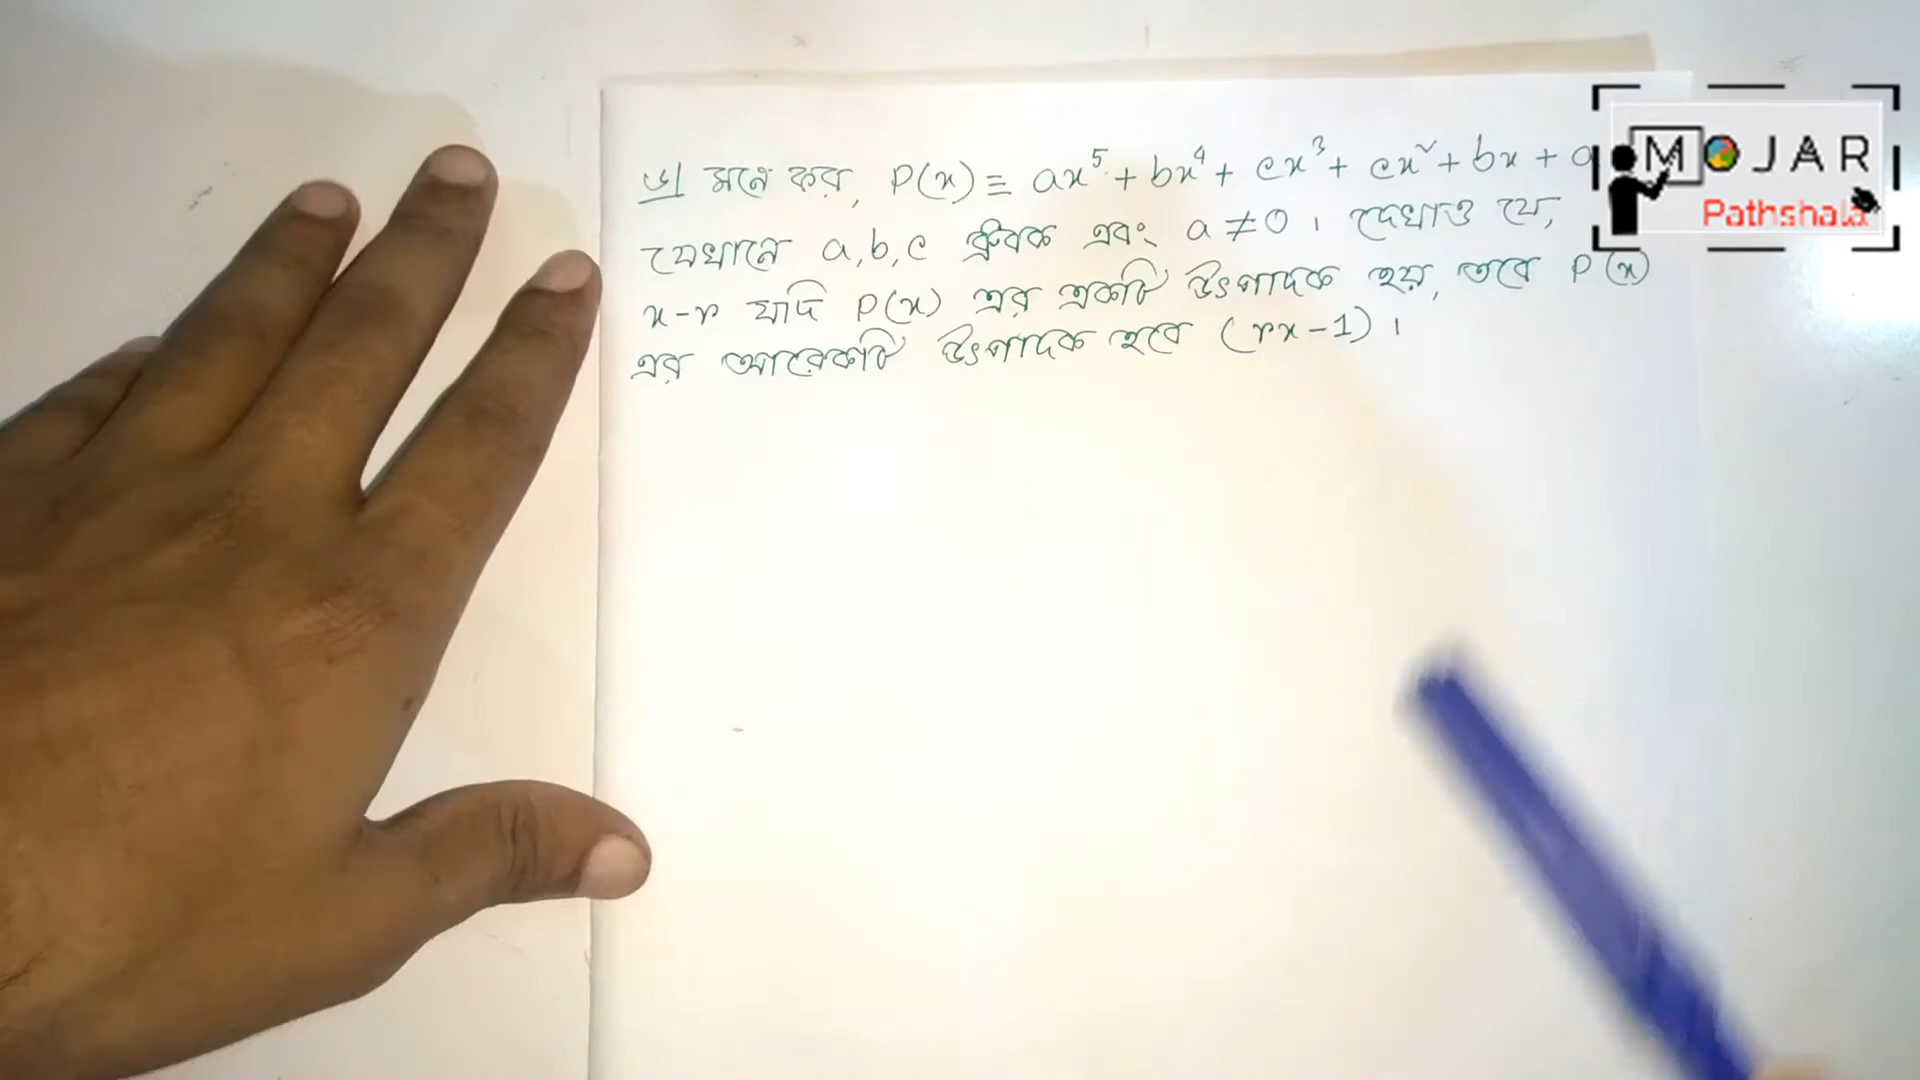 ৬। মনে কর, P(x) ≡ ax⁵ + bx⁴ + cx³ + cx² + bx + a
যেখানে a, b, c ধ্রুবক এবং a ≠ 0 । দেখাও যে,
x-r যদি P(x) এর একটি উৎপাদক হয়, তবে P(x)
এর আরেকটি উৎপাদক হবে (rx-1) ।
MOJAR
Pathshala